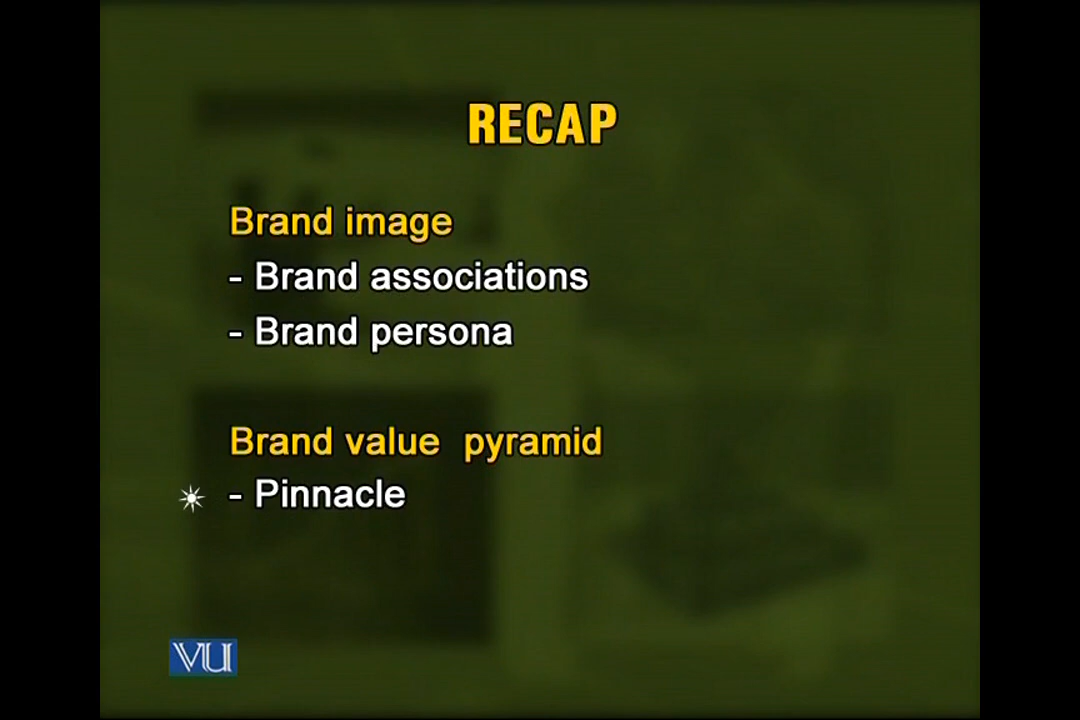 RECAP
Brand image
- Brand associations
- Brand persona
Brand value pyramid
- Pinnacle
VU